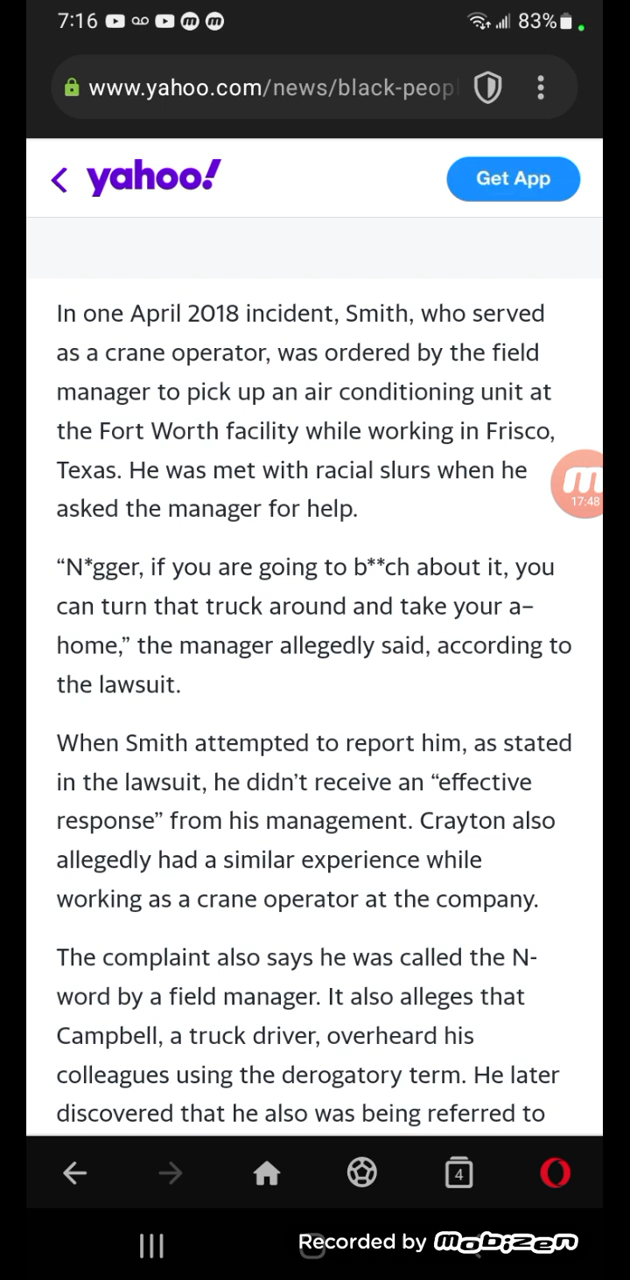 7:16
83%
www.yahoo.com/news/black-peop
yahoo!
Get App
In one April 2018 incident, Smith, who served
as a crane operator, was ordered by the field
manager to pick up an air conditioning unit at
the Fort Worth facility while working in Frisco,
Texas. He was met with racial slurs when he
asked the manager for help.
m
17:48
“N*gger, if you are going to b**ch about it, you
can turn that truck around and take your a–
home,” the manager allegedly said, according to
the lawsuit.
When Smith attempted to report him, as stated
in the lawsuit, he didn’t receive an “effective
response” from his management. Crayton also
allegedly had a similar experience while
working as a crane operator at the company.
The complaint also says he was called the N-
word by a field manager. It also alleges that
Campbell, a truck driver, overheard his
colleagues using the derogatory term. He later
discovered that he also was being referred to
4
Recorded by mobizen